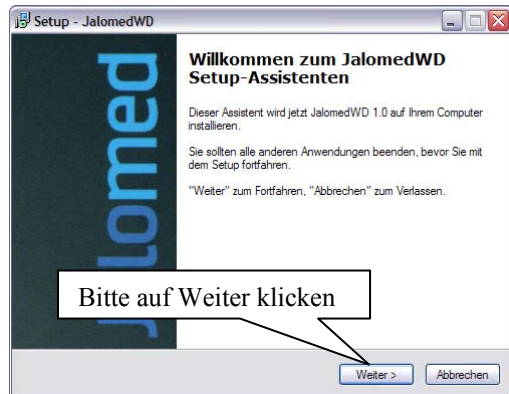 Setup - JalomedWD
Jalomed
Willkommen zum JalomedWD
Setup-Assistenten
Dieser Assistent wird jetzt JalomedWD 1.0 auf Ihrem Computer
installieren.
Sie sollten alle anderen Anwendungen beenden, bevor Sie mit
dem Setup fortfahren.
"Weiter" zum Fortfahren, "Abbrechen" zum Verlassen.
Bitte auf Weiter klicken
Weiter >
Abbrechen